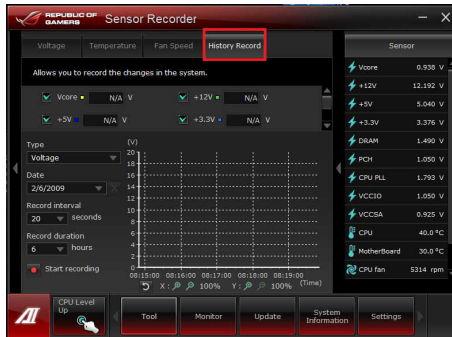 REPUBLIC OF GAMERS Sensor Recorder
Voltage Temperature Fan Speed History Record
Allows you to record the changes in the system.
Vcore N/A V +12V N/A V
+5V N/A V +3.3V N/A V
Type
Voltage
Date
2/6/2009
Record interval
20 seconds
Record duration
6 hours
Start recording
(V)
20
18
16
14
12
10
8
6
4
2
0
08:15:00 08:16:00 08:17:00 08:18:00 08:19:00
(Time)
X : 100% Y : 100%
Sensor
Vcore 0.938 V
+12V 12.192 V
+5V 5.040 V
+3.3V 3.376 V
DRAM 1.490 V
PCH 1.050 V
CPU PLL 1.793 V
VCCIO 1.050 V
VCCSA 0.925 V
CPU 40.0 °C
MotherBoard 30.0 °C
CPU fan 5314 rpm
CPU Level Up
Tool
Monitor
Update
System Information
Settings